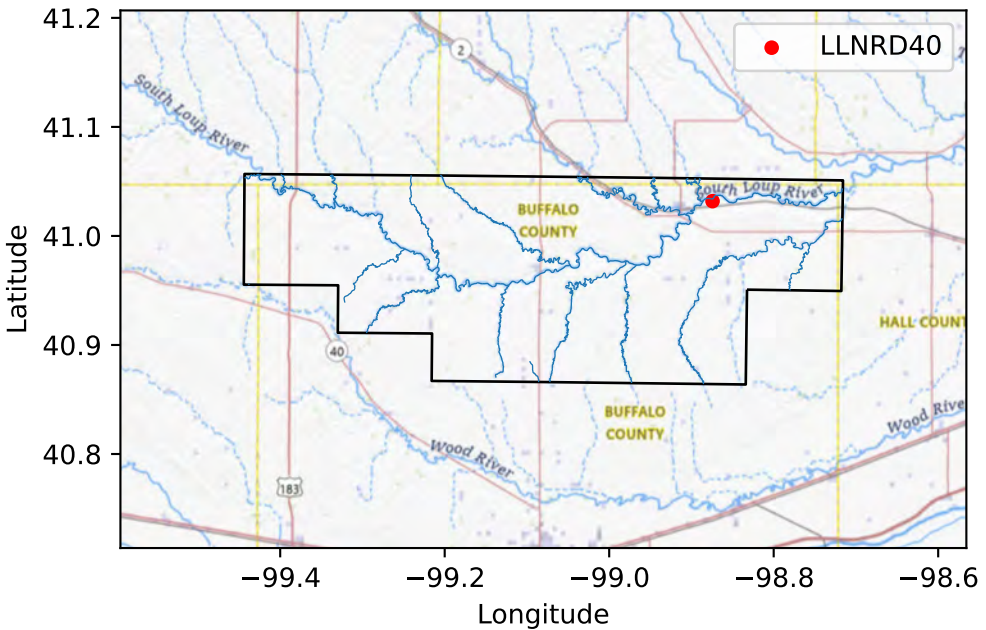 41.2
41.1
41.0
40.9
40.8
Latitude
−99.4
−99.2
−99.0
−98.8
−98.6
Longitude
LLNRD40
2
South Loup River
South Loup River
BUFFALO
COUNTY
HALL COUNT
40
BUFFALO
COUNTY
Wood River
Wood Rive
183